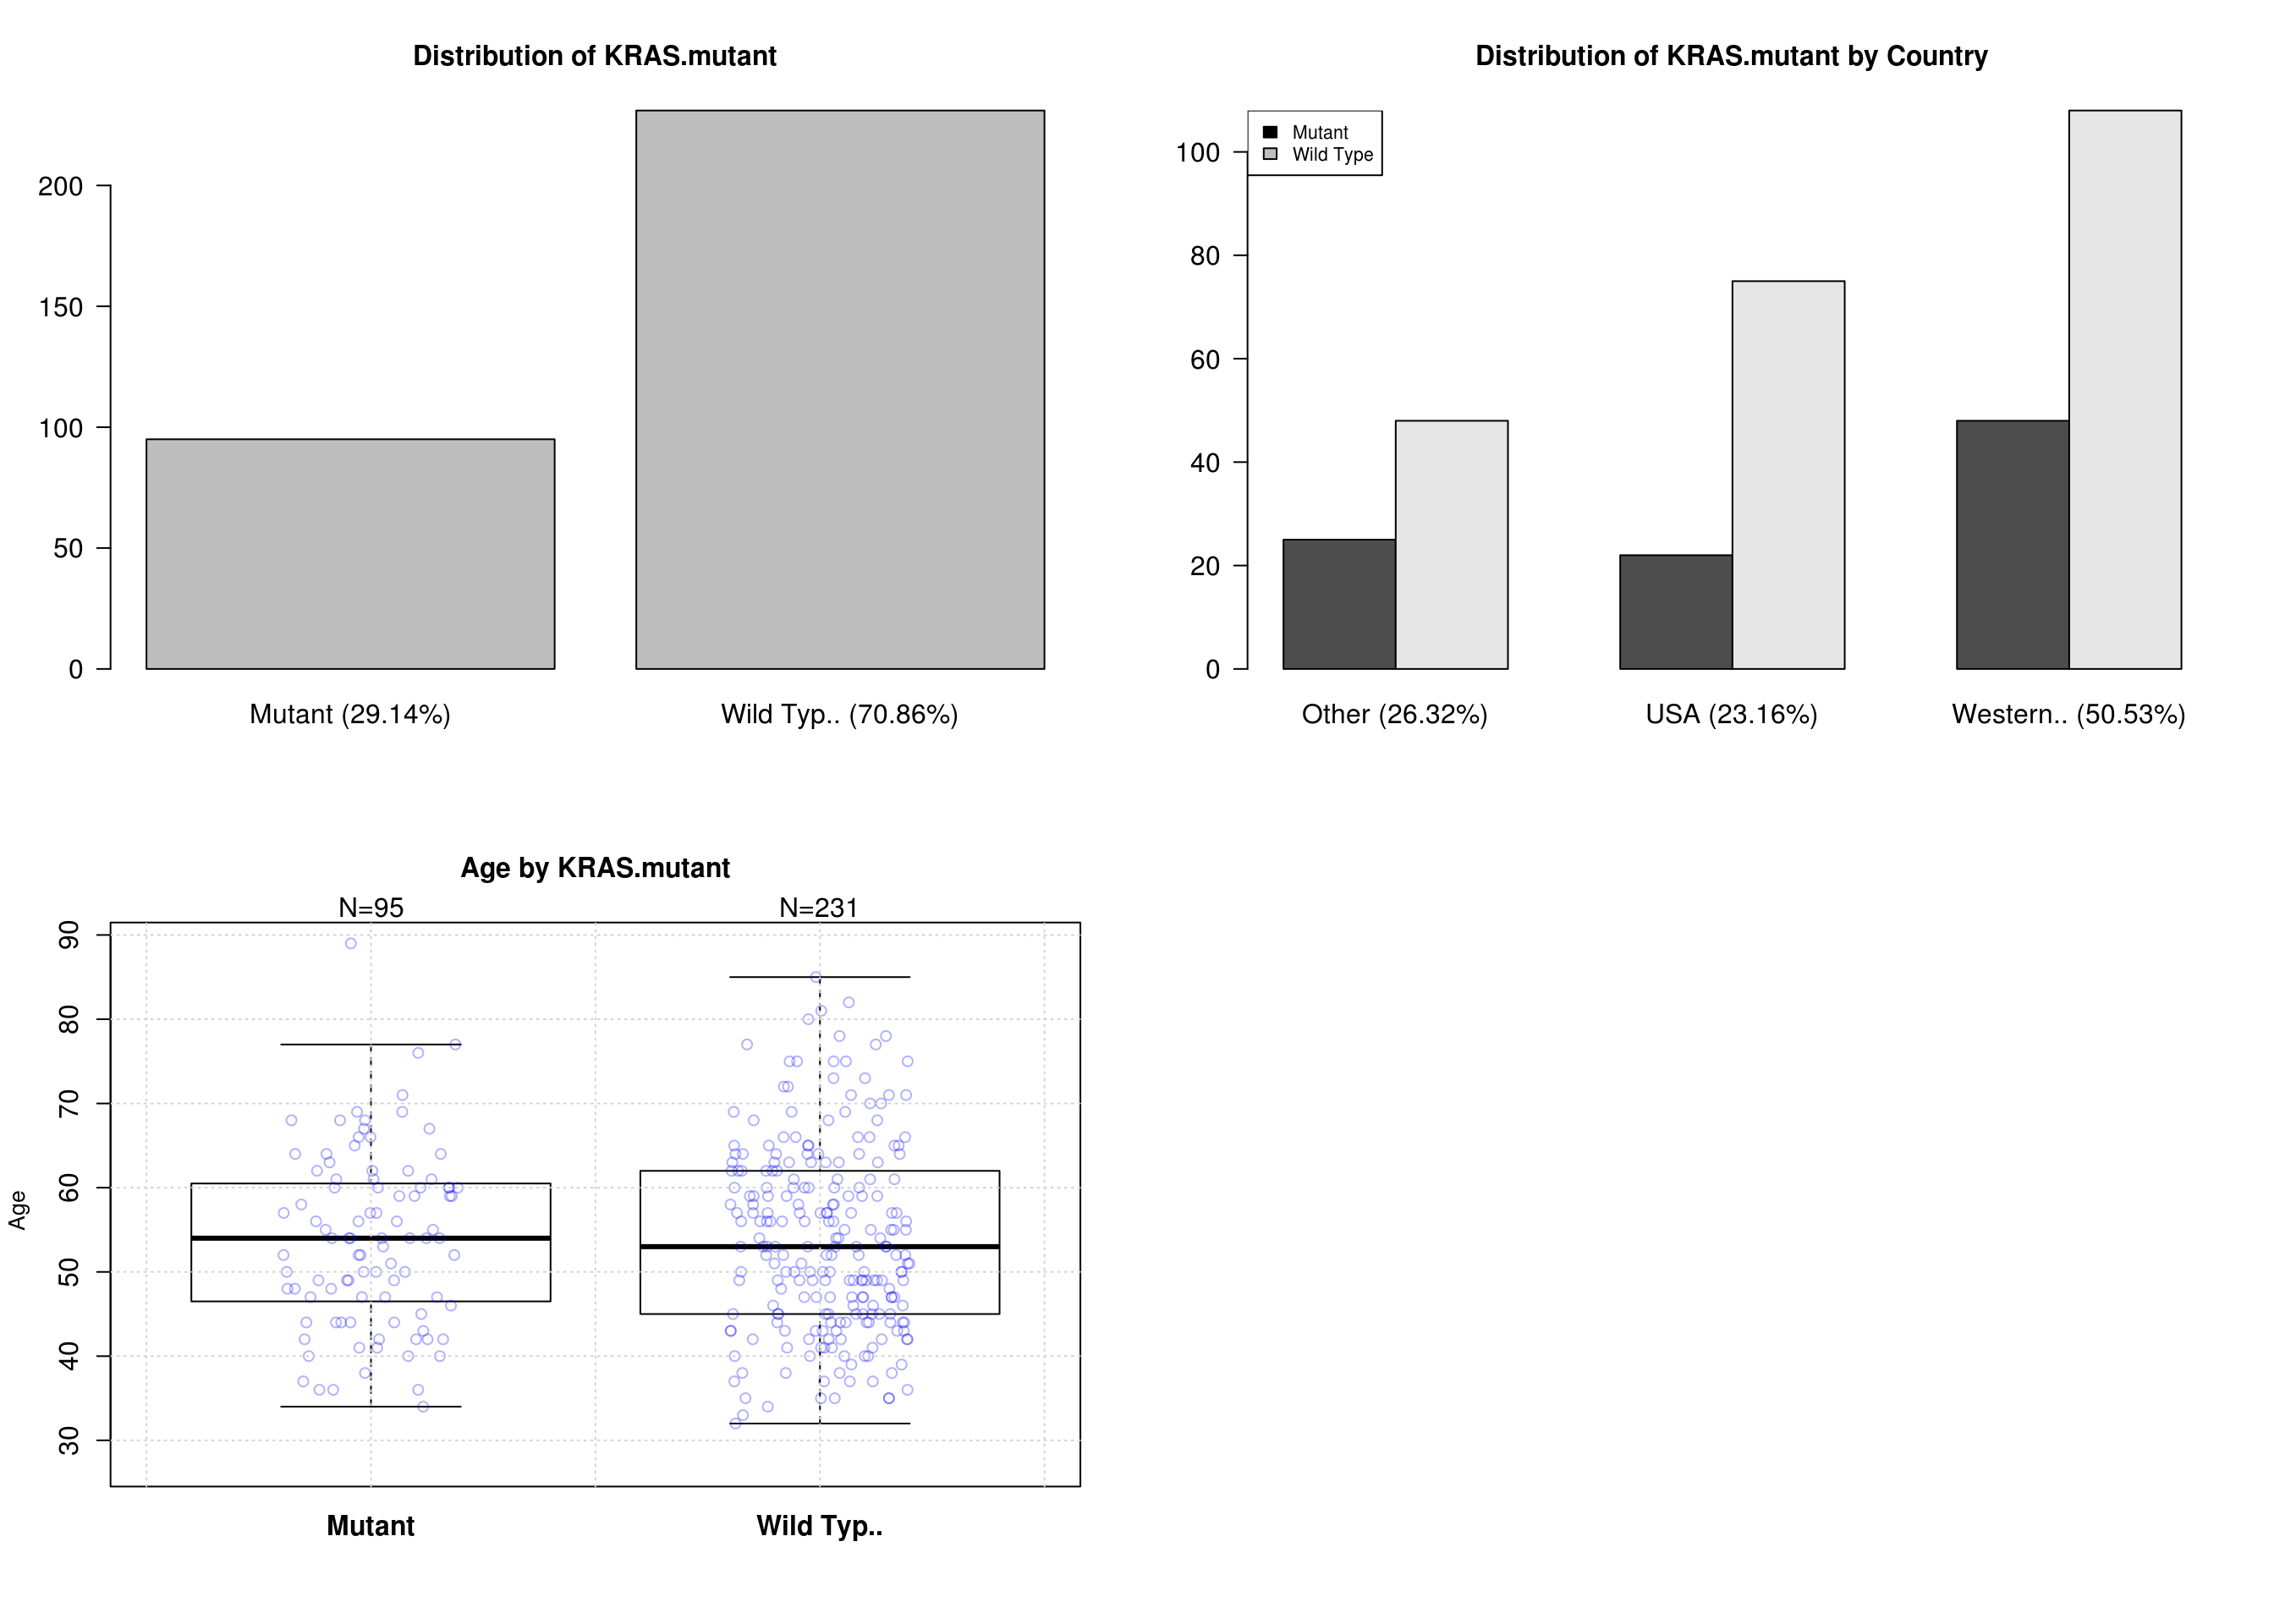 Distribution of KRAS.mutant
200
150
100
50
0
Mutant (29.14%) Wild Typ.. (70.86%)
Distribution of KRAS.mutant by Country
Mutant
Wild Type
100
80
60
40
20
0
Other (26.32%) USA (23.16%) Western.. (50.53%)
Age by KRAS.mutant
N=95 N=231
90
80
70
60
50
40
30
Age
Mutant Wild Typ..